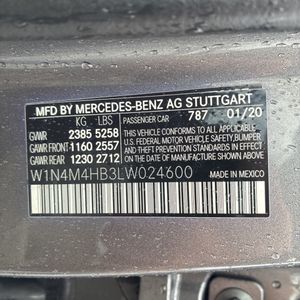 MFD BY MERCEDES-BENZ AG STUTTGART
KG LBS PASSENGER CAR 787 01/20
GVWR 2385 5258
GAWR FRONT 1160 2557
GAWR REAR 1230 2712
THIS VEHICLE CONFORMS TO ALL APPLICABLE
U.S. FEDERAL MOTOR VEHICLE SAFETY, BUMPER
AND THEFT PREVENTION STANDARDS IN EFFECT ON THE
DATE OF MANUFACTURE SHOWN ABOVE.
W1N4M4HB3LW024600
MADE IN MEXICO